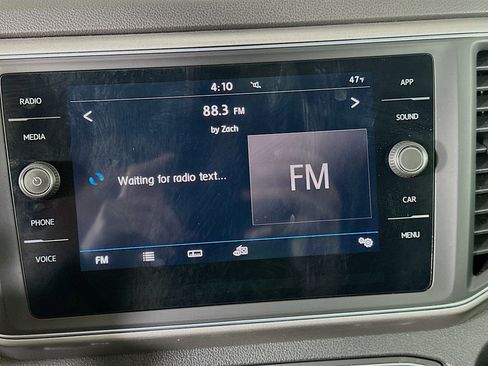 4:10
47°F
88.3 FM
by Zach
Waiting for radio text...
FM
FM
RADIO
MEDIA
PHONE
VOICE
APP
SOUND
CAR
MENU